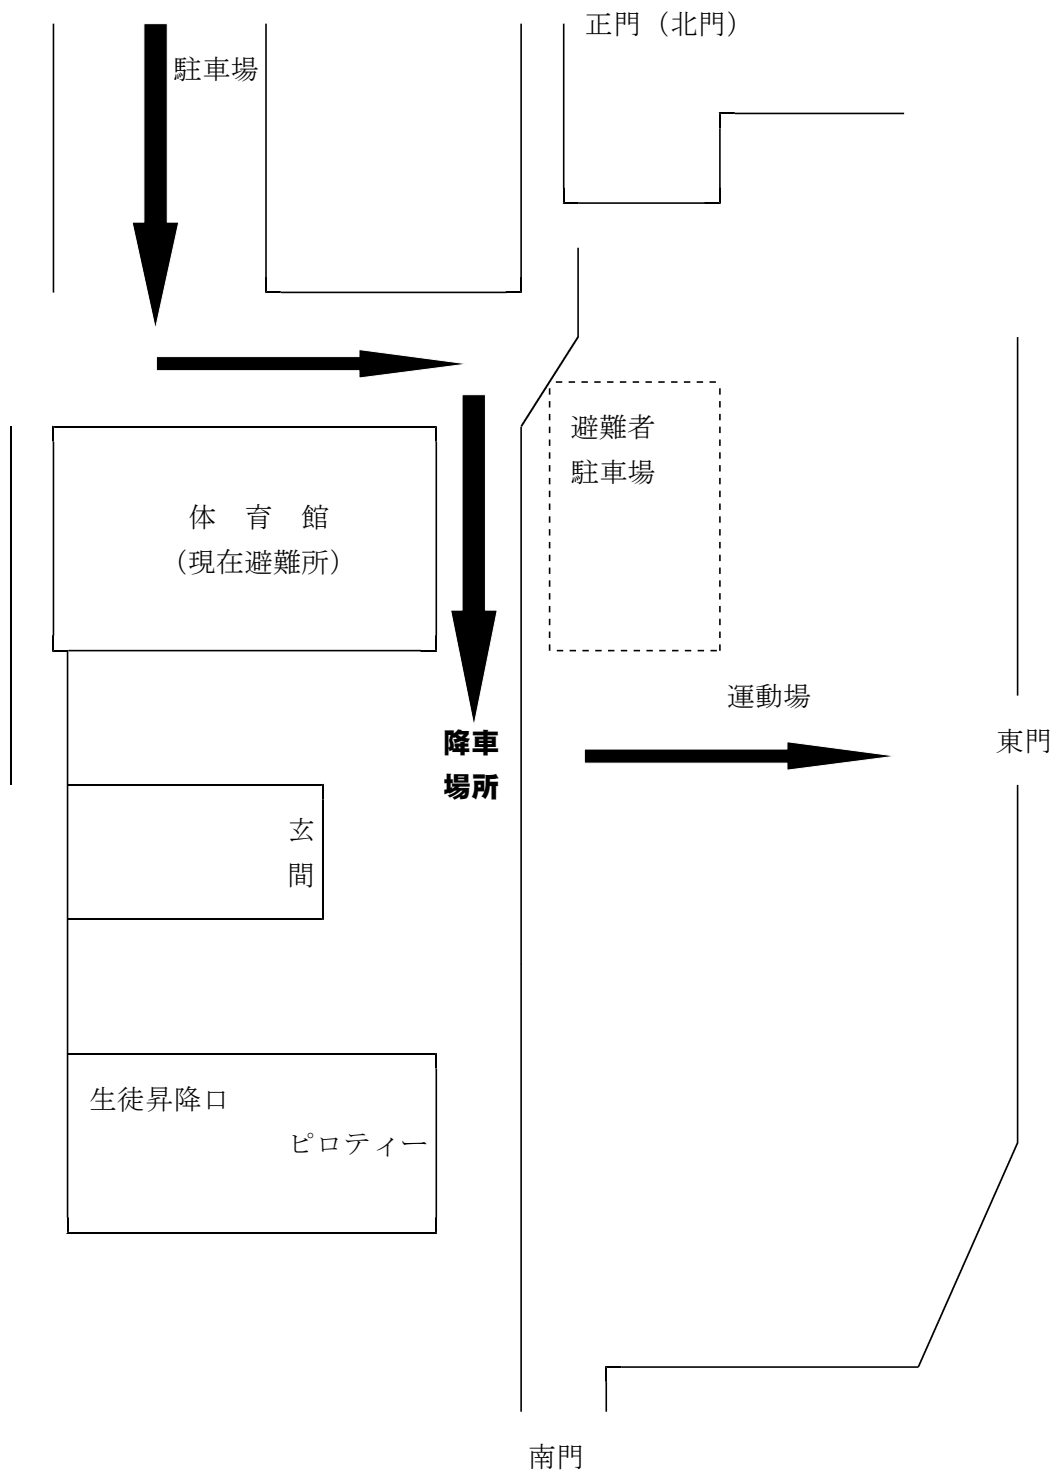 正門（北門）
駐車場
避難者
駐車場
体　育　館
（現在避難所）
運動場
東門
降車
場所
玄
間
生徒昇降口
ピロティー
南門